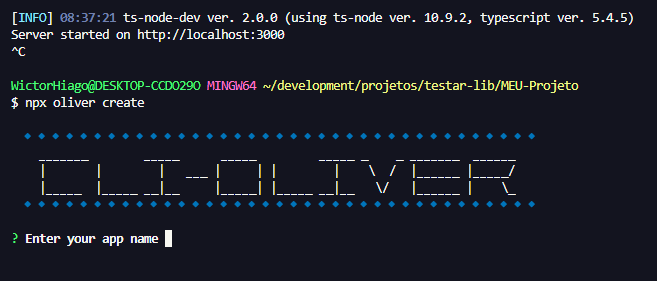 [INFO] 08:37:21 ts-node-dev ver. 2.0.0 (using ts-node ver. 10.9.2, typescript ver. 5.4.5)
Server started on http://localhost:3000
^C
WictorHiago@DESKTOP-CCDO29O MINGW64 ~/development/projetos/testar-lib/MEU-Projeto
$ npx oliver create
CLI-OLIVER
? Enter your app name